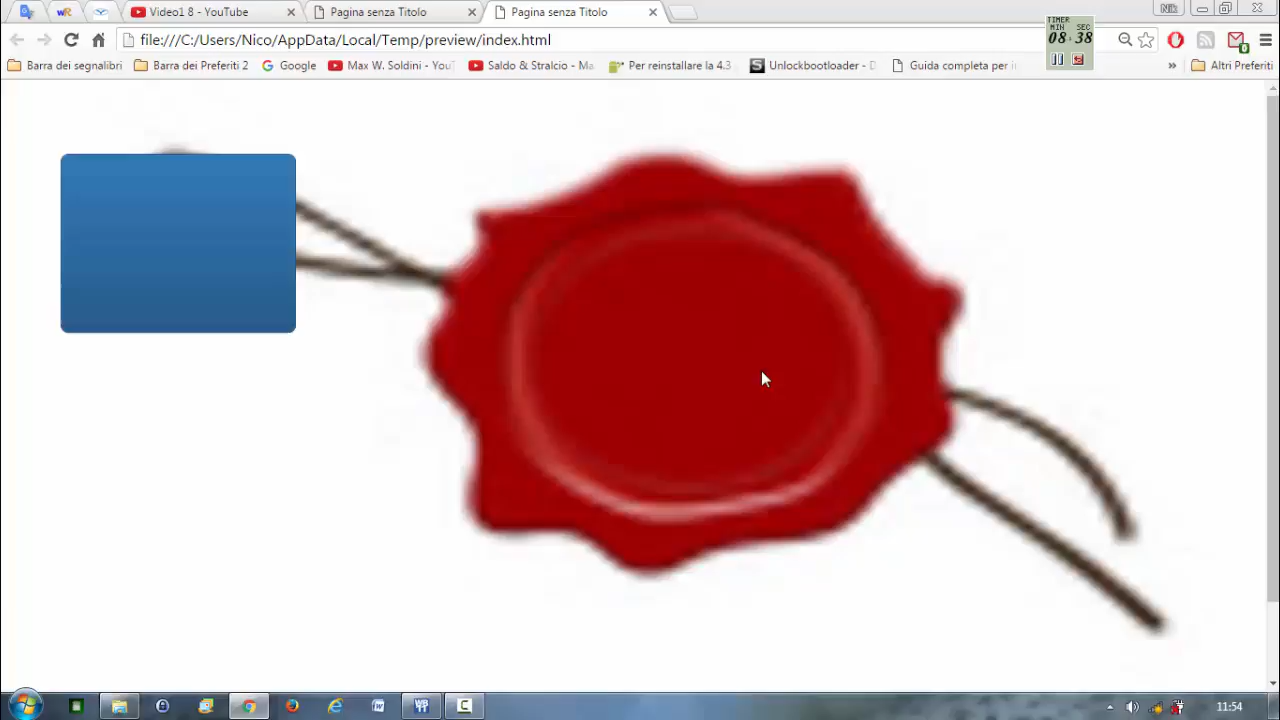 Video1 8 - YouTube
Pagina senza Titolo
Pagina senza Titolo
Nik
file:///C:/Users/Nico/AppData/Local/Temp/preview/index.html
TIMER
MIN SEC
08:38
0
Barra dei segnalibri
Barra dei Preferiti 2
Google
Max W. Soldini - You
Saldo & Stralcio - Ma
Per reinstallare la 4.3
Unlockbootloader - D
Guida completa per i
»
Altri Preferiti
11:54